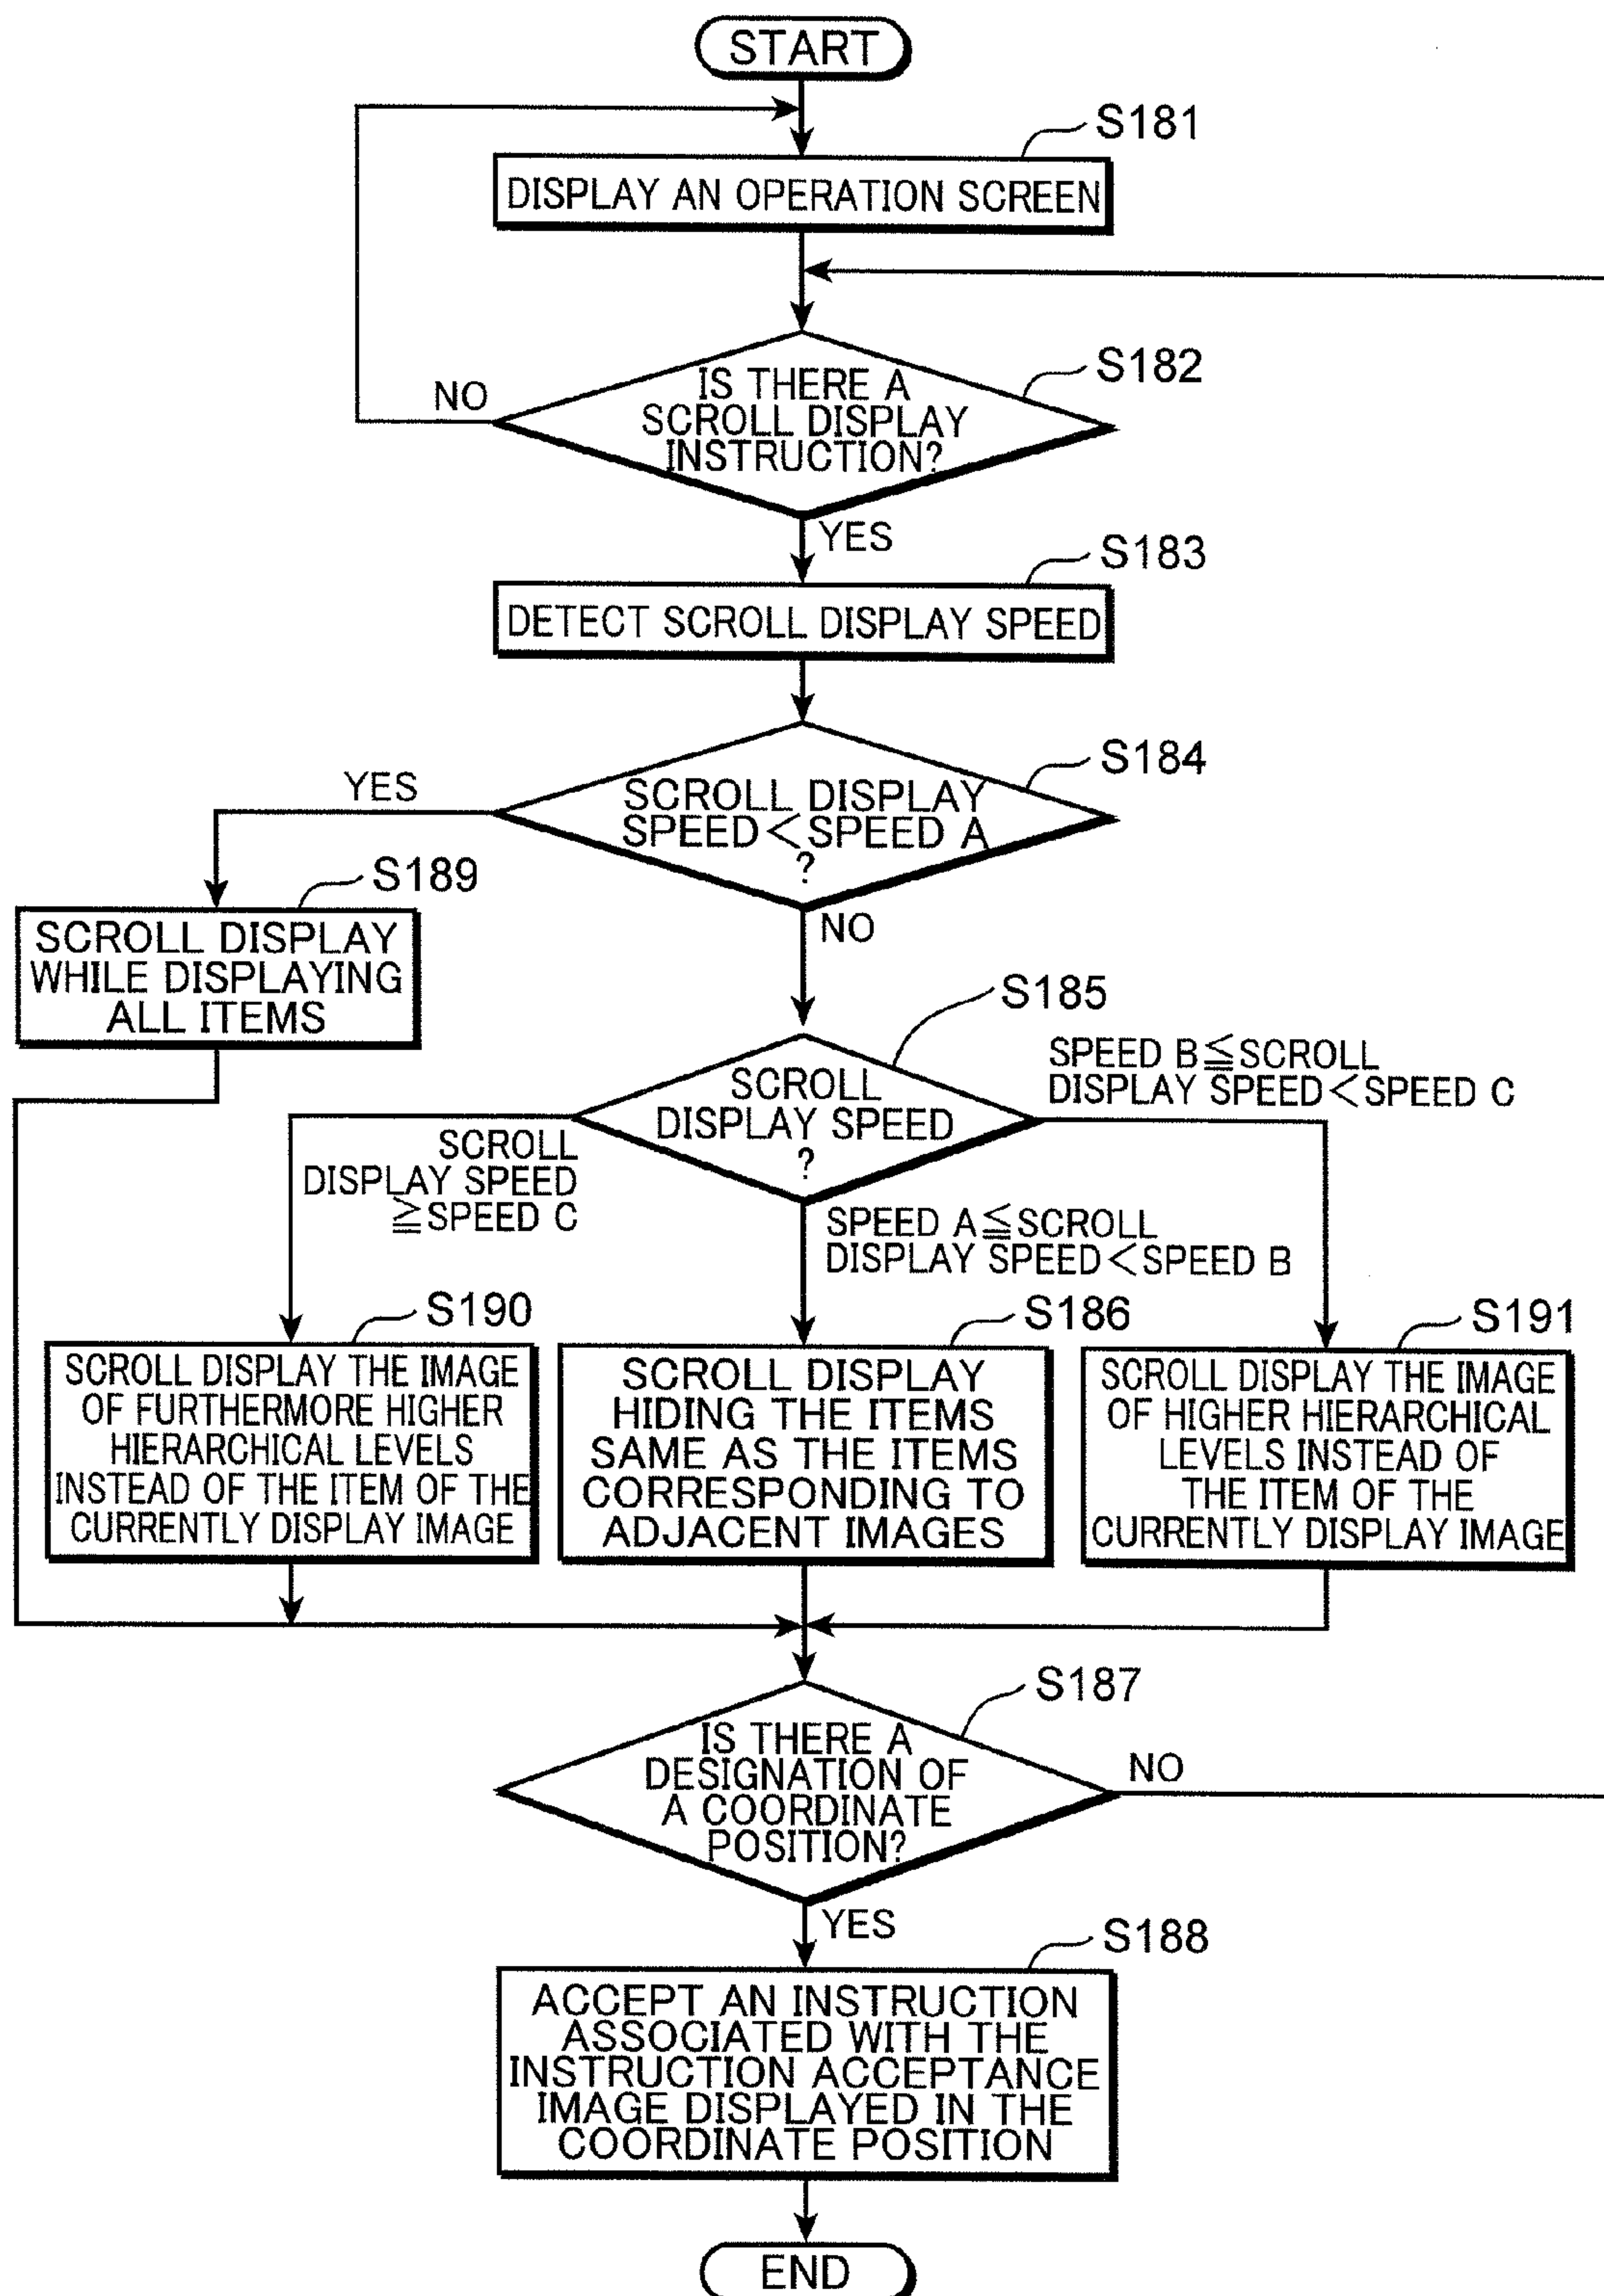 START
S181
DISPLAY AN OPERATION SCREEN
S182
IS THERE A
SCROLL DISPLAY
INSTRUCTION?
NO
YES
S183
DETECT SCROLL DISPLAY SPEED
S184
SCROLL DISPLAY
SPEED<SPEED A
?
YES
NO
S189
SCROLL DISPLAY
WHILE DISPLAYING
ALL ITEMS
S185
SCROLL
DISPLAY SPEED
?
SPEED B≦SCROLL
DISPLAY SPEED<SPEED C
SCROLL
DISPLAY SPEED
≧SPEED C
SPEED A≦SCROLL
DISPLAY SPEED<SPEED B
S190
SCROLL DISPLAY THE IMAGE
OF FURTHERMORE HIGHER
HIERARCHICAL LEVELS
INSTEAD OF THE ITEM OF THE
CURRENTLY DISPLAY IMAGE
S186
SCROLL DISPLAY
HIDING THE ITEMS
SAME AS THE ITEMS
CORRESPONDING TO
ADJACENT IMAGES
S191
SCROLL DISPLAY THE IMAGE
OF HIGHER HIERARCHICAL
LEVELS INSTEAD OF
THE ITEM OF THE
CURRENTLY DISPLAY IMAGE
S187
IS THERE A
DESIGNATION OF
A COORDINATE
POSITION?
NO
YES
S188
ACCEPT AN INSTRUCTION
ASSOCIATED WITH THE
INSTRUCTION ACCEPTANCE
IMAGE DISPLAYED IN THE
COORDINATE POSITION
END